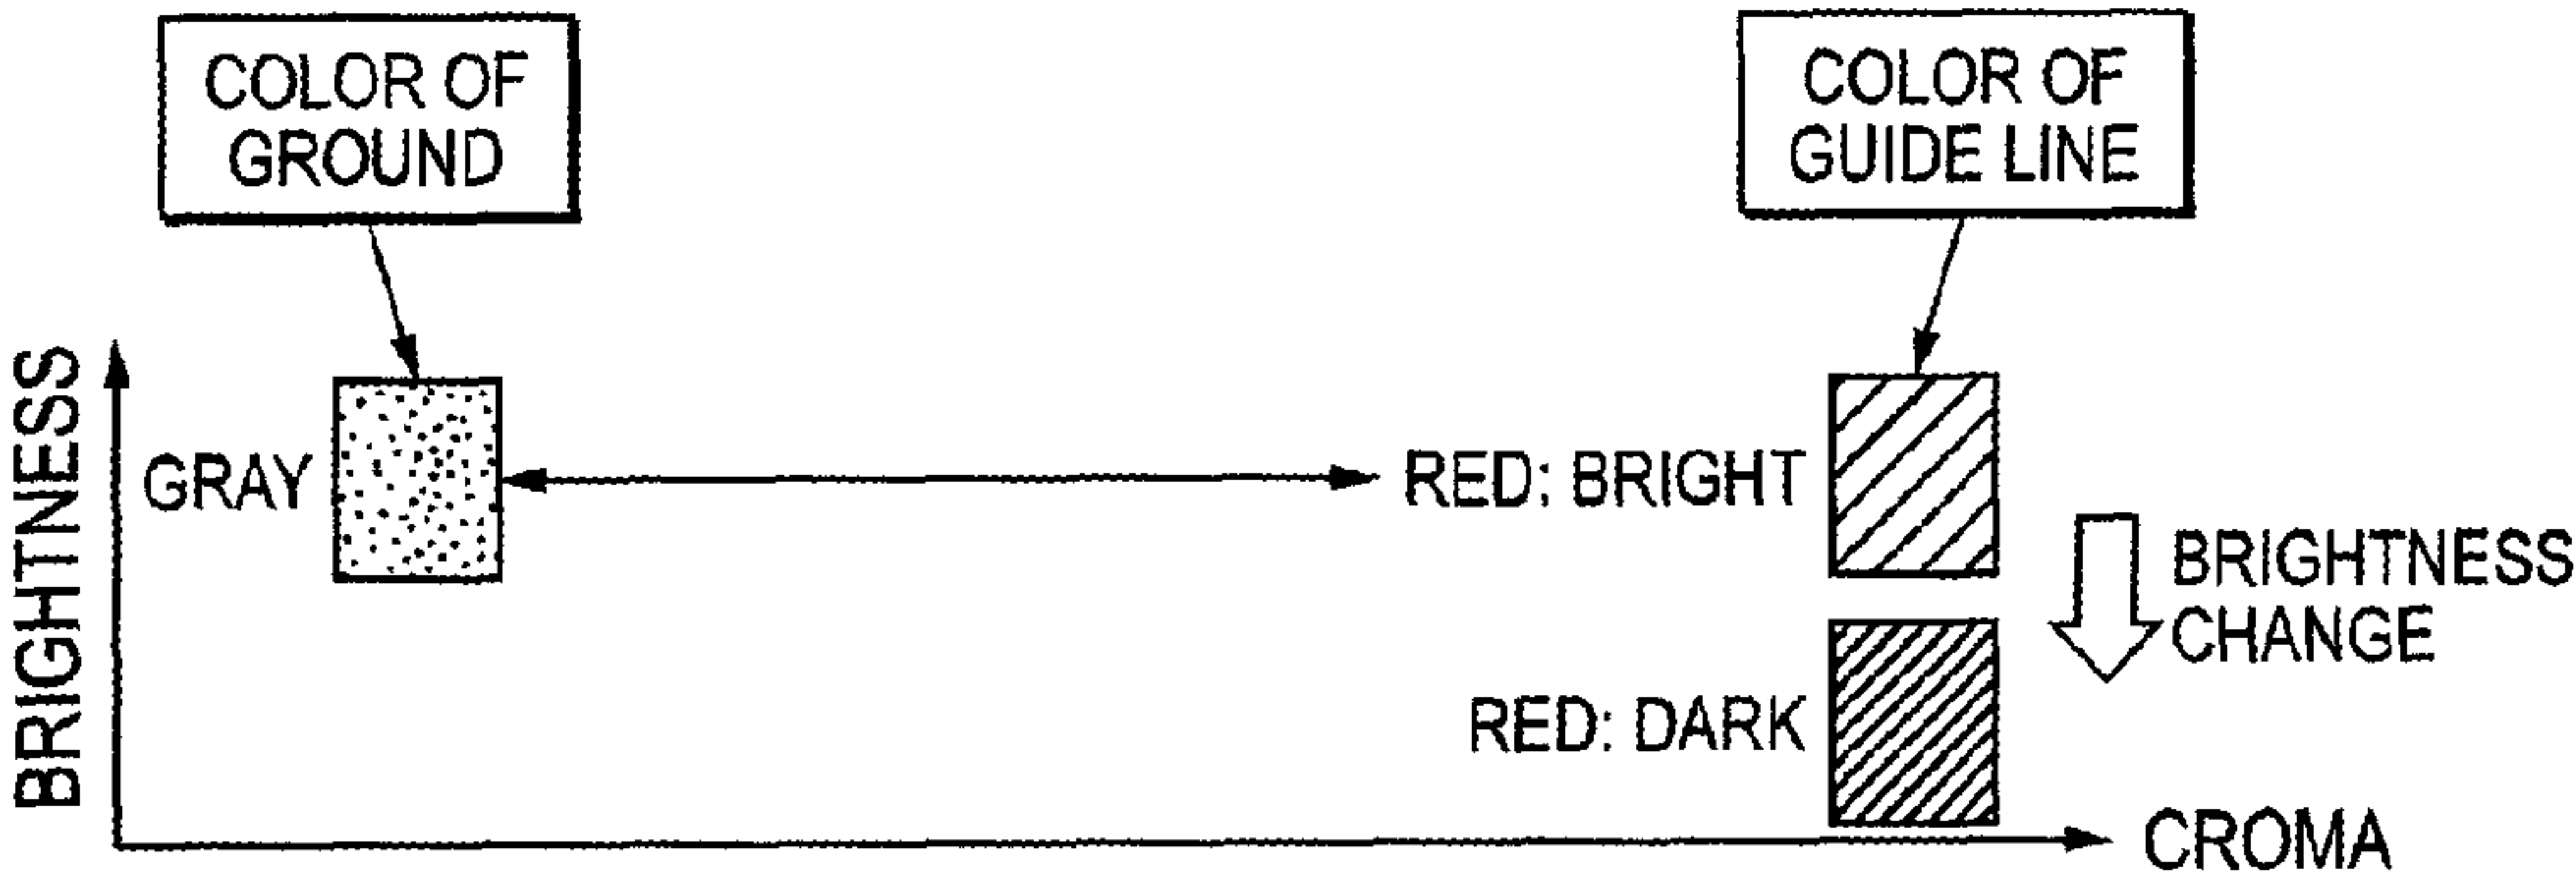 COLOR OF
GROUND
COLOR OF
GUIDE LINE
BRIGHTNESS
GRAY
RED: BRIGHT
BRIGHTNESS
CHANGE
RED: DARK
CROMA